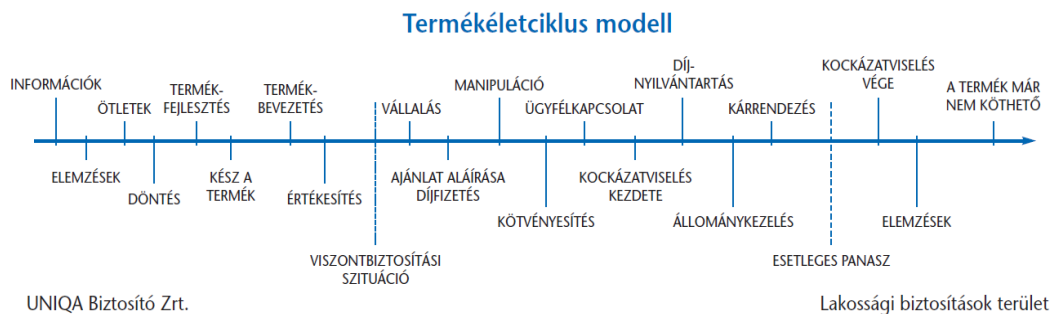 Termékéletciklus modell
INFORMÁCIÓK
ÖTLETEK
TERMÉK-
FEJLESZTÉS
TERMÉK-
BEVEZETÉS
VÁLLALÁS
MANIPULÁCIÓ
ÜGYFÉLKAPCSOLAT
DÍJ-
NYILVÁNTARTÁS
KÁRRENDEZÉS
KOCKÁZATVISELÉS
VÉGE
A TERMÉK MÁR
NEM KÖTHETŐ
ELEMZÉSEK
DÖNTÉS
KÉSZ A
TERMÉK
ÉRTÉKESÍTÉS
VISZONTBIZTOSÍTÁSI
SZITUÁCIÓ
AJÁNLAT ALÁÍRÁSA
DÍJFIZETÉS
KÖTVÉNYESÍTÉS
KOCKÁZATVISELÉS
KEZDETE
ÁLLOMÁNYKEZELÉS
ESETLEGES PANASZ
ELEMZÉSEK
UNIQA Biztosító Zrt.
Lakossági biztosítások terület